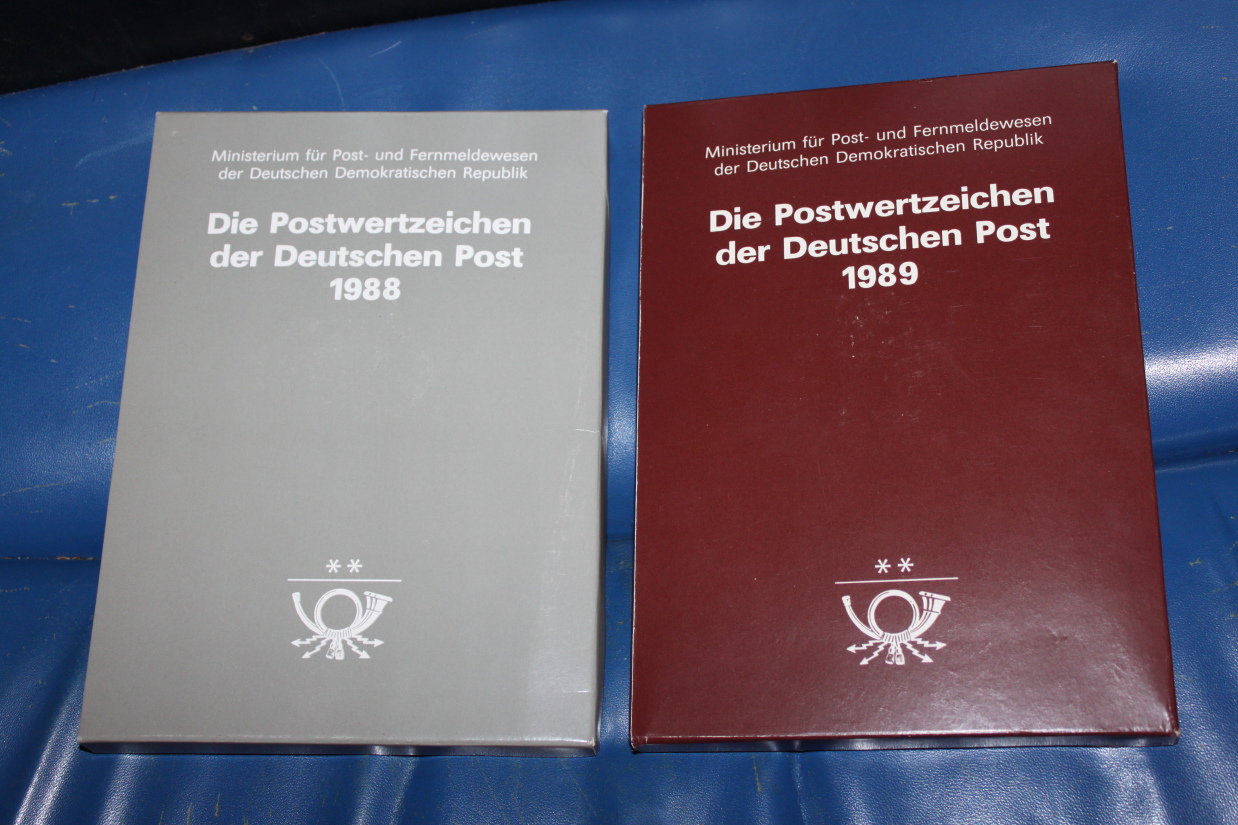 Ministerium für Post- und Fernmeldewesen
der Deutschen Demokratischen Republik
Die Postwertzeichen
der Deutschen Post
1988
**
Ministerium für Post- und Fernmeldewesen
der Deutschen Demokratischen Republik
Die Postwertzeichen
der Deutschen Post
1989
**